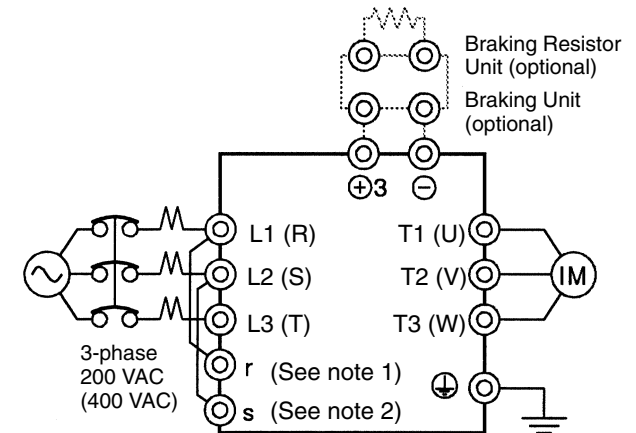 Braking Resistor
Unit (optional)
Braking Unit
(optional)
⊕3 ⊖
L1 (R)
T1 (U)
L2 (S)
T2 (V)
IM
L3 (T)
T3 (W)
3-phase
200 VAC
(400 VAC)
r (See note 1)
s (See note 2)